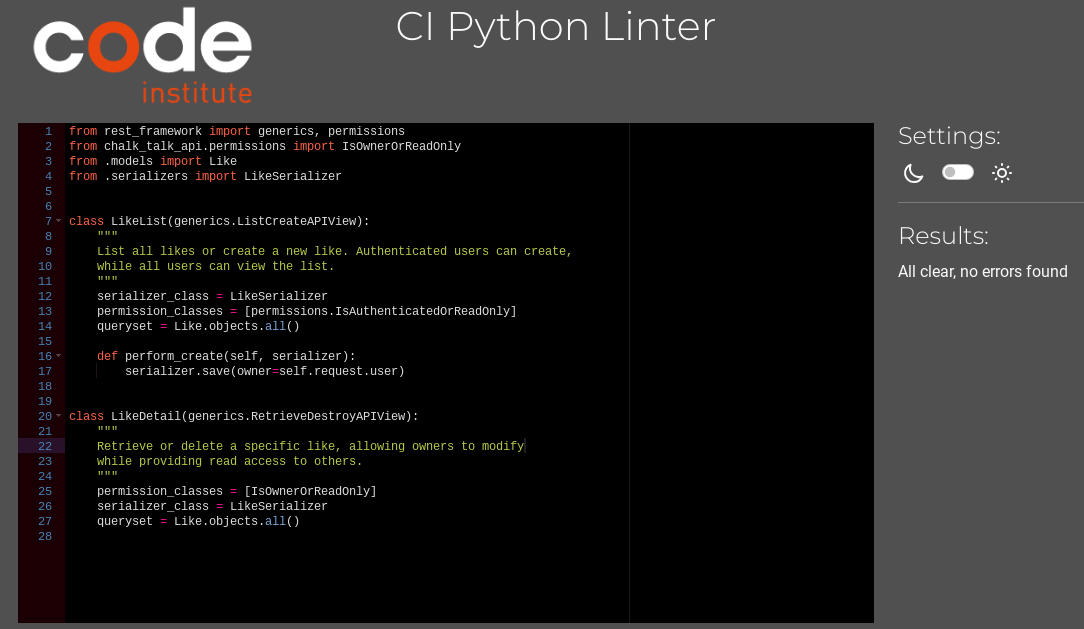 code
institute
CI Python Linter
1 from rest_framework import generics, permissions
2 from chalk_talk_api.permissions import IsOwnerOrReadOnly
3 from .models import Like
4 from .serializers import LikeSerializer
5
6
7 class LikeList(generics.ListCreateAPIView):
8     """
9     List all likes or create a new like. Authenticated users can create,
10     while all users can view the list.
11     """
12     serializer_class = LikeSerializer
13     permission_classes = [permissions.IsAuthenticatedOrReadOnly]
14     queryset = Like.objects.all()
15
16     def perform_create(self, serializer):
17         serializer.save(owner=self.request.user)
18
19
20 class LikeDetail(generics.RetrieveDestroyAPIView):
21     """
22     Retrieve or delete a specific like, allowing owners to modify
23     while providing read access to others.
24     """
25     permission_classes = [IsOwnerOrReadOnly]
26     serializer_class = LikeSerializer
27     queryset = Like.objects.all()
28
Settings:
Results:
All clear, no errors found